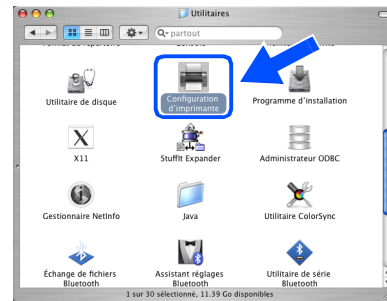 Utilitaires
partout
Utilitaire de disque
Configuration
d'imprimante
Programme d'installation
X11
StuffIt Expander
Administrateur ODBC
Gestionnaire NetInfo
Java
Utilitaire ColorSync
Échange de fichiers
Bluetooth
Assistant réglages
Bluetooth
Utilitaire de série
Bluetooth
1 sur 30 sélectionné, 11.39 Go disponibles